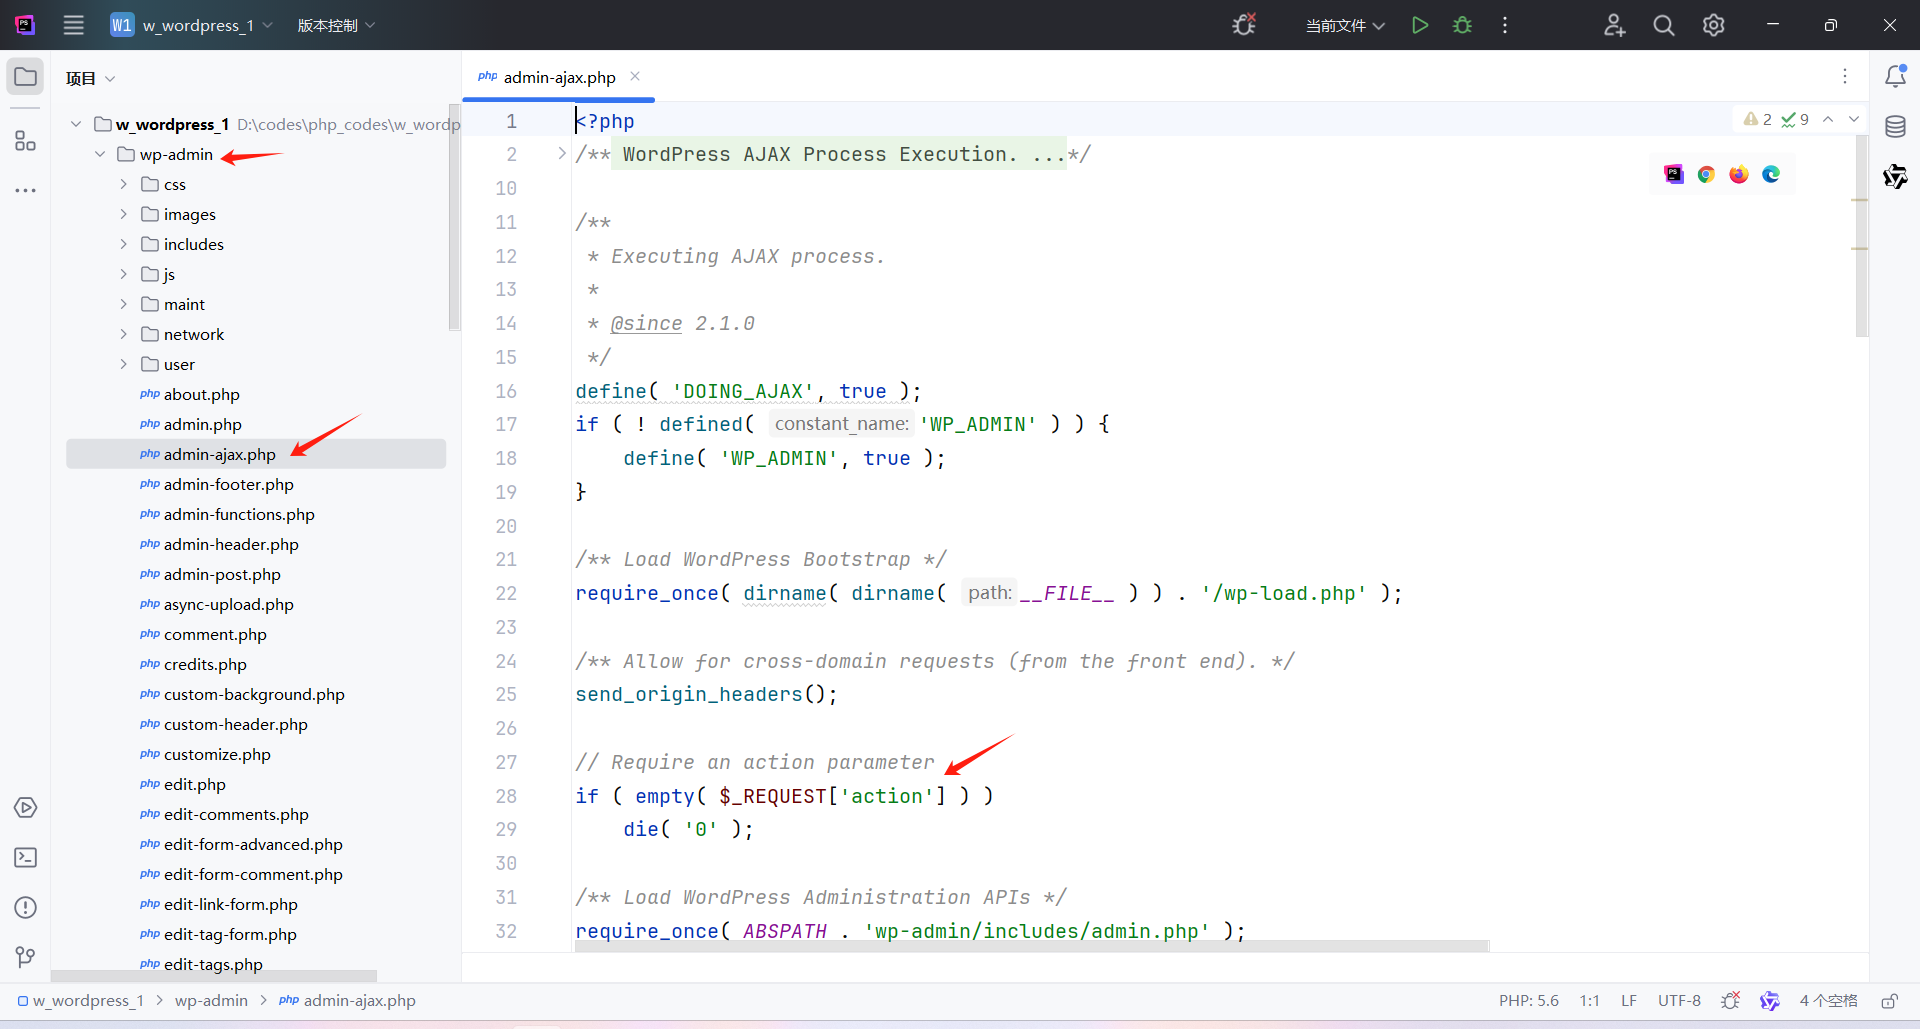 W1 w_wordpress_1 版本控制 当前文件
项目
w_wordpress_1 D:\codes\php_codes\w_wordp
wp-admin
css
images
includes
js
maint
network
user
php about.php
php admin.php
php admin-ajax.php
php admin-footer.php
php admin-functions.php
php admin-header.php
php admin-post.php
php async-upload.php
php comment.php
php credits.php
php custom-background.php
php custom-header.php
php customize.php
php edit.php
php edit-comments.php
php edit-form-advanced.php
php edit-form-comment.php
php edit-link-form.php
php edit-tag-form.php
php edit-tags.php
php admin-ajax.php
2 9
1 <?php
2 /** WordPress AJAX Process Execution. ...*/
10
11 /**
12 * Executing AJAX process.
13 *
14 * @since 2.1.0
15 */
16 define( 'DOING_AJAX', true );
17 if ( ! defined( constant_name: 'WP_ADMIN' ) ) {
18 define( 'WP_ADMIN', true );
19 }
20
21 /** Load WordPress Bootstrap */
22 require_once( dirname( dirname( path: __FILE__ ) ) . '/wp-load.php' );
23
24 /** Allow for cross-domain requests (from the front end). */
25 send_origin_headers();
26
27 // Require an action parameter
28 if ( empty( $_REQUEST['action'] ) )
29 die( '0' );
30
31 /** Load WordPress Administration APIs */
32 require_once( ABSPATH . 'wp-admin/includes/admin.php' );
w_wordpress_1 > wp-admin > php admin-ajax.php
PHP: 5.6 1:1 LF UTF-8 4 个空格